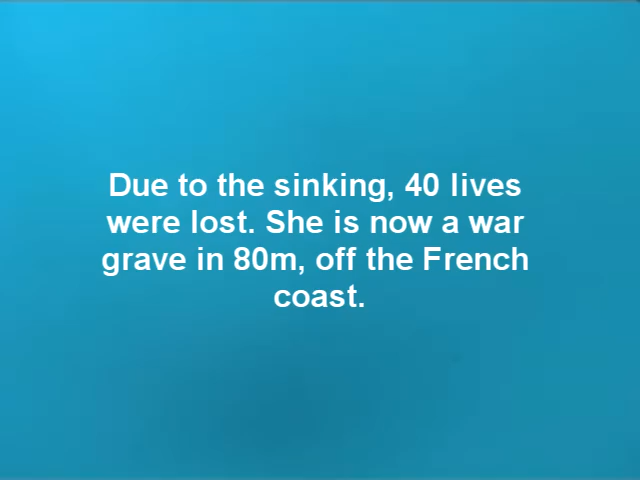 Due to the sinking, 40 lives
were lost. She is now a war
grave in 80m, off the French
coast.